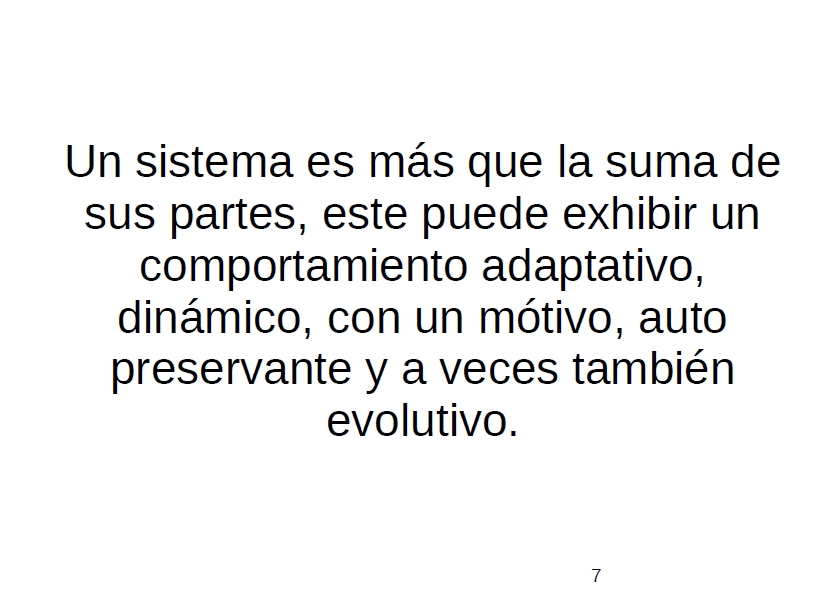 Un sistema es más que la suma de
sus partes, este puede exhibir un
comportamiento adaptativo,
dinámico, con un mótivo, auto
preservante y a veces también
evolutivo.
7